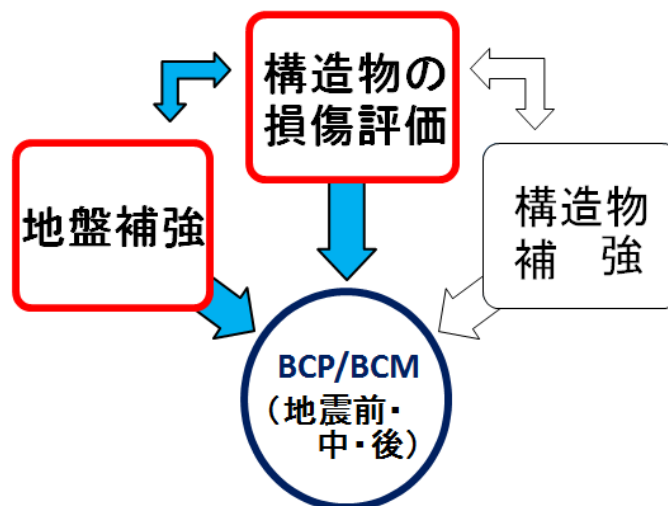 構造物の
損傷評価
地盤補強
構造物
補　強
BCP/BCM
（地震前・
中・後）